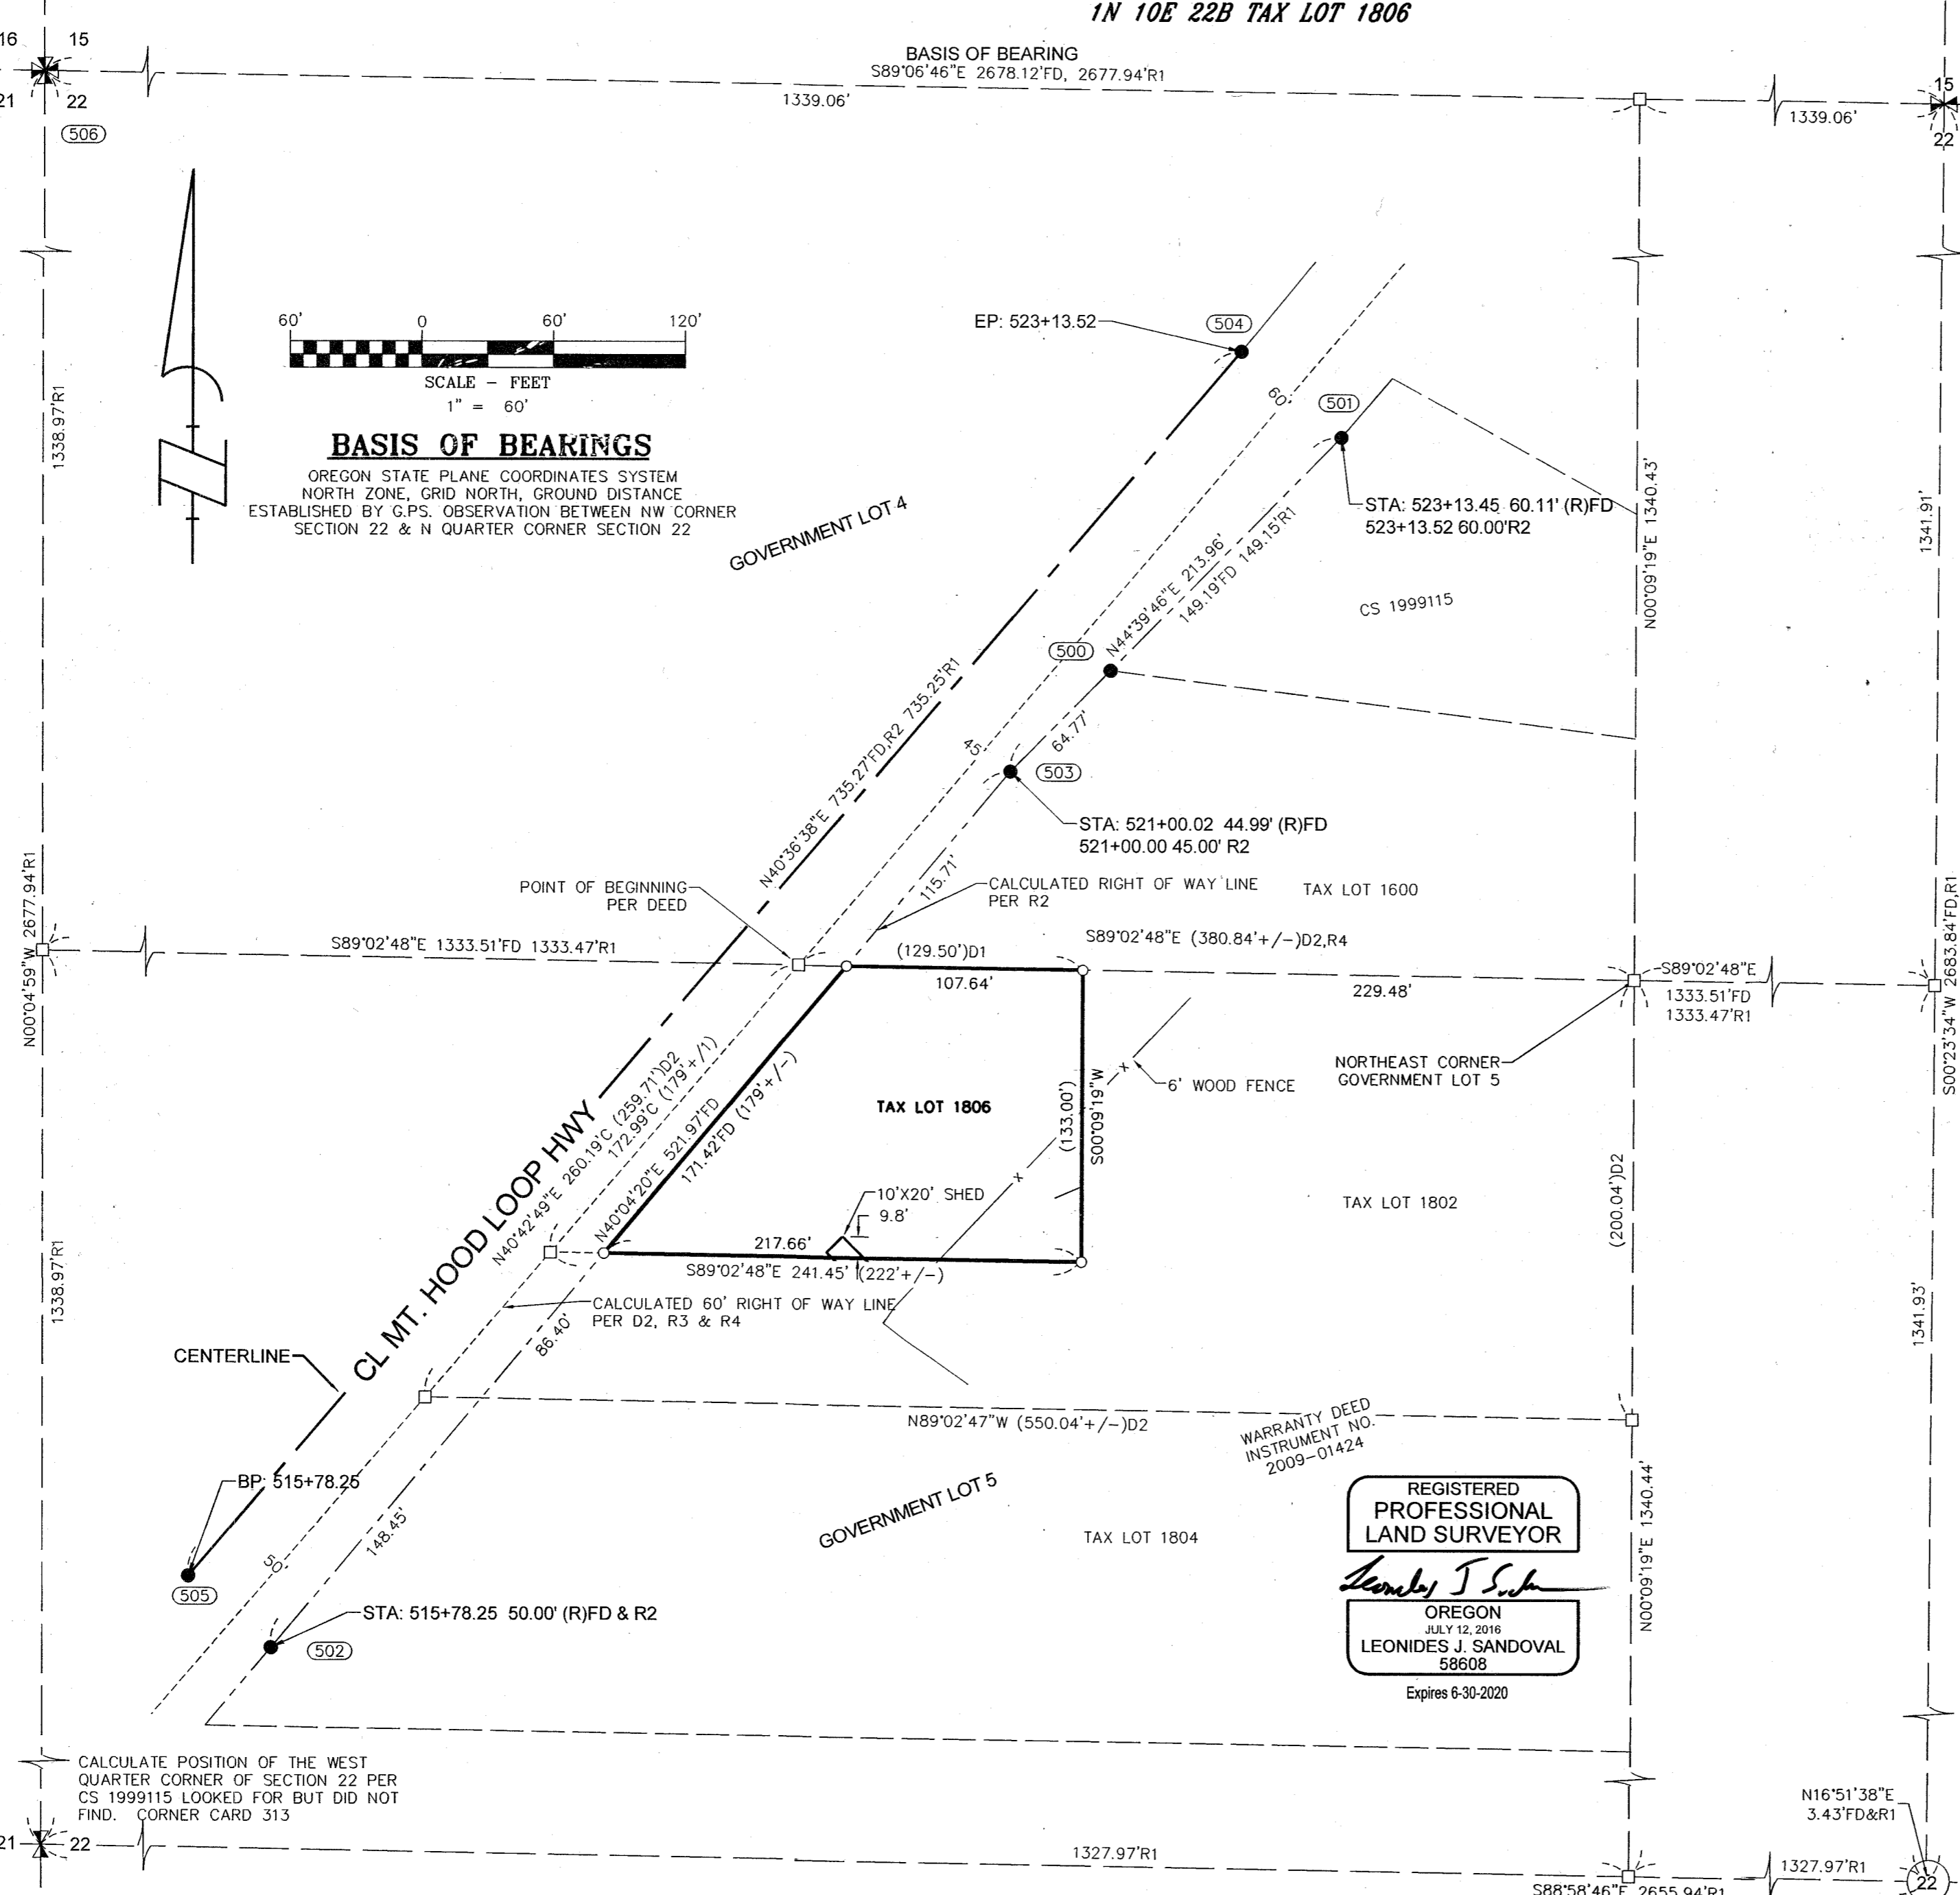 1N 10E 22B TAX LOT 1806
16
15
BASIS OF BEARING
S89°06'46"E 2678.12'FD, 2677.94'R1
1339.06'
1339.06'
15
21
22
22
506
60'
0
60'
120'
SCALE – FEET
1" = 60'
BASIS OF BEARINGS
OREGON STATE PLANE COORDINATES SYSTEM
NORTH ZONE, GRID NORTH, GROUND DISTANCE
ESTABLISHED BY G.P.S. OBSERVATION BETWEEN NW CORNER
SECTION 22 & N QUARTER CORNER SECTION 22
1338.97'R1
GOVERNMENT LOT 4
EP: 523+13.52
504
60'
501
STA: 523+13.45 60.11' (R)FD
523+13.52 60.00'R2
N44°39'46"E 213.96'
149.19'FD 149.15'R1
CS 1999115
N00°09'19"E 1340.43'
1341.91'
500
64.77'
45'
503
STA: 521+00.02 44.99' (R)FD
521+00.00 45.00' R2
N40°36'38"E 735.27'FD,R2 735.25'R1
115.71'
CALCULATED RIGHT OF WAY LINE
PER R2
TAX LOT 1600
POINT OF BEGINNING
PER DEED
N00°04'59"W 2677.94'R1
S89°02'48"E 1333.51'FD 1333.47'R1
(129.50')D1
107.64'
S89°02'48"E (380.84'+/-)D2,R4
229.48'
S89°02'48"E
1333.51'FD
1333.47'R1
S00°23'34"W 2683.84'FD,R1
NORTHEAST CORNER
GOVERNMENT LOT 5
6' WOOD FENCE
x
x
TAX LOT 1806
(133.00')
S00°09'19"W
CL MT. HOOD LOOP HWY
N40°42'49"E 260.19'C (259.71')D2
172.99'C (179'+/1)
N40°04'20"E 521.97'FD
171.42'FD (179'+/-)
10'X20' SHED
9.8'
217.66'
S89°02'48"E 241.45' (222'+/-)
TAX LOT 1802
(200.04')D2
1338.97'R1
1341.93'
CALCULATED 60' RIGHT OF WAY LINE
PER D2, R3 & R4
86.40'
CENTERLINE
N89°02'47"W (550.04'+/-)D2
WARRANTY DEED
INSTRUMENT NO.
2009-01424
BP: 515+78.25
505
50'
148.45'
STA: 515+78.25 50.00' (R)FD & R2
502
GOVERNMENT LOT 5
TAX LOT 1804
REGISTERED
PROFESSIONAL
LAND SURVEYOR
OREGON
JULY 12, 2016
LEONIDES J. SANDOVAL
58608
Expires 6-30-2020
N00°09'19"E 1340.44'
CALCULATE POSITION OF THE WEST
QUARTER CORNER OF SECTION 22 PER
CS 1999115 LOOKED FOR BUT DID NOT
FIND. CORNER CARD 313
21
22
1327.97'R1
N16°51'38"E
3.43'FD&R1
1327.97'R1
22
S88°58'46"E 2655.94'R1